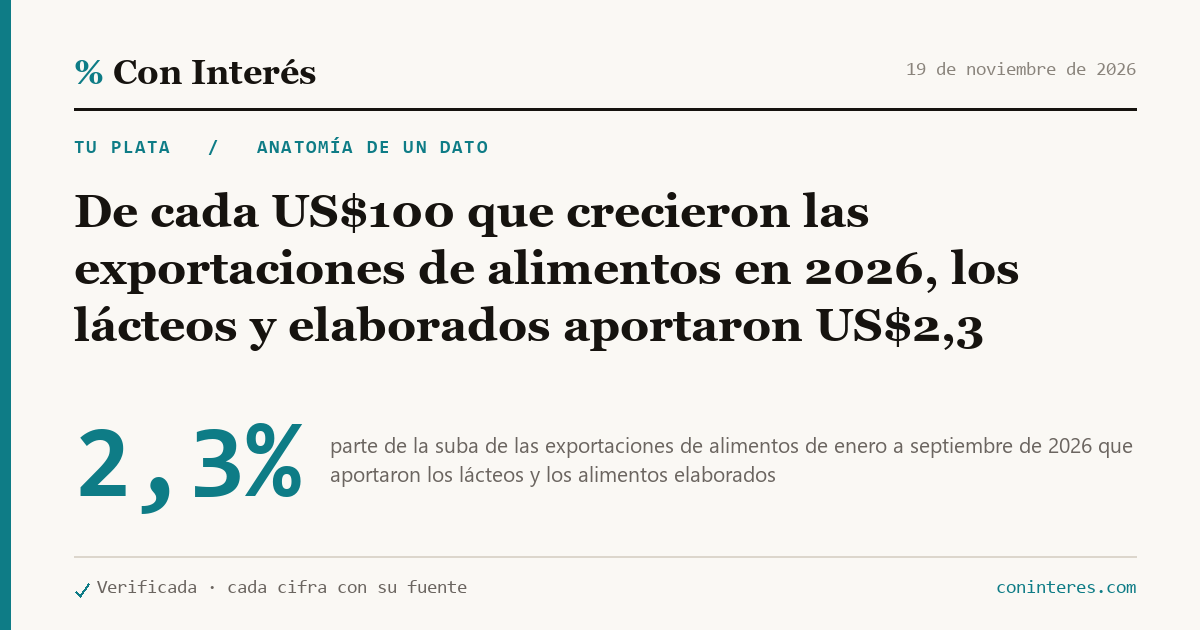 % Con Interés
19 de noviembre de 2026
TU PLATA / ANATOMÍA DE UN DATO
De cada US$100 que crecieron las
exportaciones de alimentos en 2026, los
lácteos y elaborados aportaron US$2,3
2,3%
parte de la suba de las exportaciones de alimentos de enero a septiembre de 2026 que
aportaron los lácteos y los alimentos elaborados
✓ Verificada · cada cifra con su fuente
coninteres.com